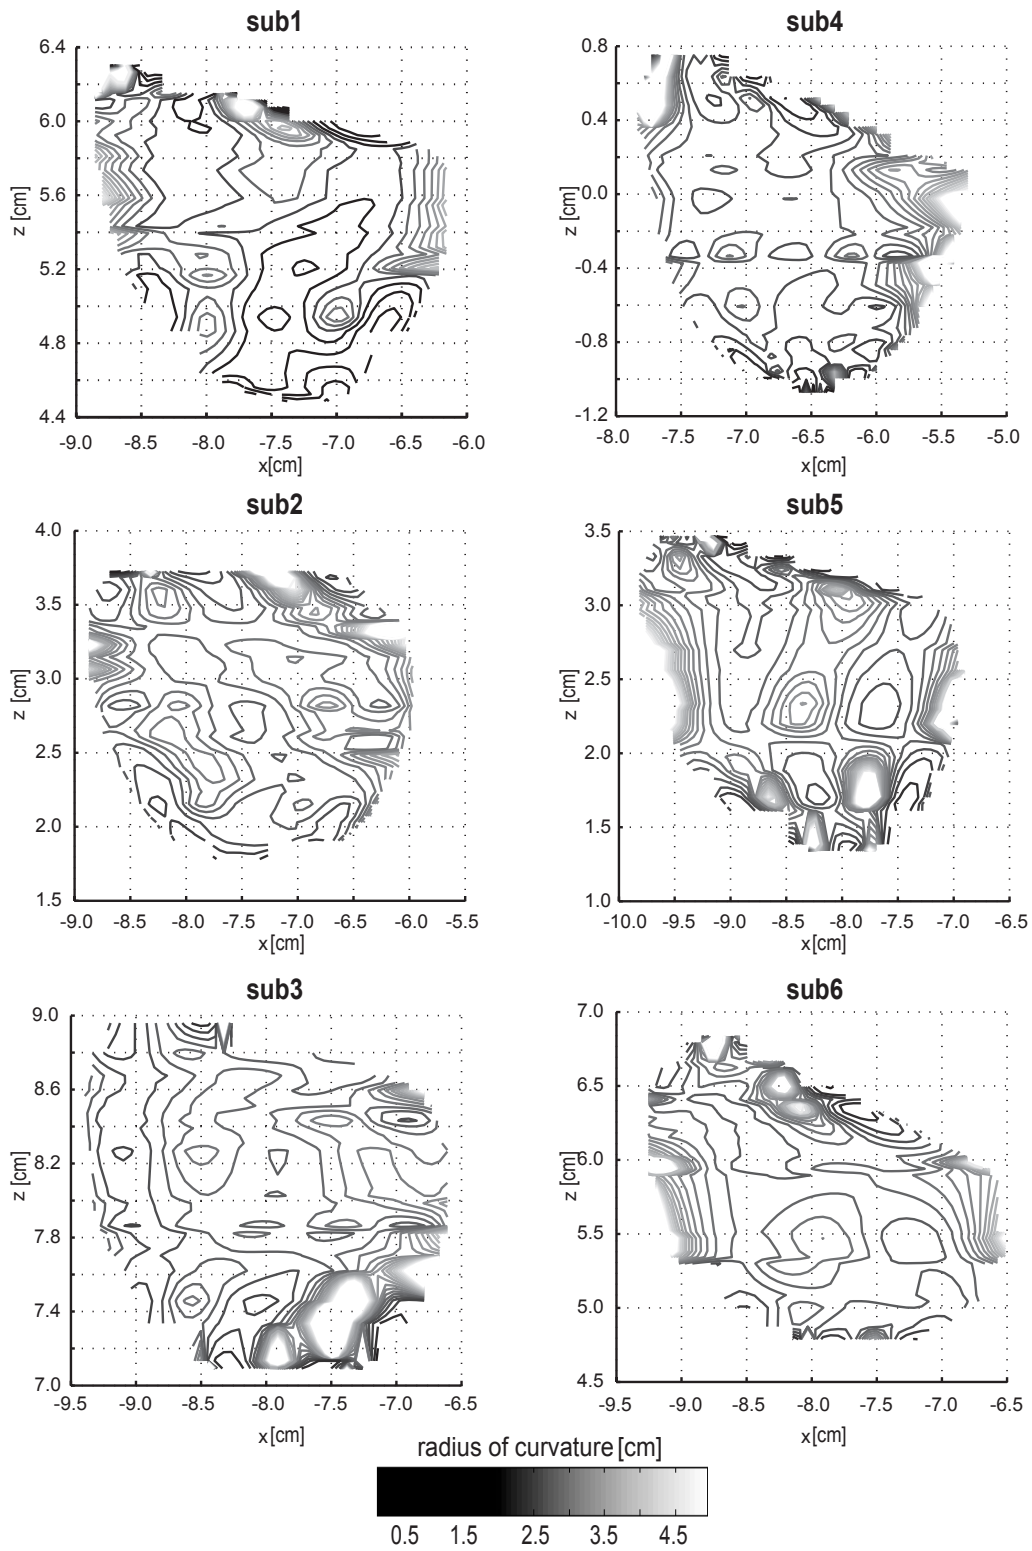 sub1
sub4
6.4
6.0
5.6
5.2
4.8
4.4
z [cm]
-9.0 -8.5 -8.0 -7.5 -7.0 -6.5 -6.0
x[cm]
0.8
0.4
0.0
-0.4
-0.8
-1.2
z [cm]
-8.0 -7.5 -7.0 -6.5 -6.0 -5.5 -5.0
x[cm]
sub2
sub5
4.0
3.5
3.0
2.5
2.0
1.5
z [cm]
-9.0 -8.5 -8.0 -7.5 -7.0 -6.5 -6.0 -5.5
x[cm]
3.5
3.0
2.5
2.0
1.5
1.0
z [cm]
-10.0 -9.5 -9.0 -8.5 -8.0 -7.5 -7.0 -6.5
x[cm]
sub3
sub6
9.0
8.6
8.2
7.8
7.4
7.0
z [cm]
-9.5 -9.0 -8.5 -8.0 -7.5 -7.0 -6.5
x[cm]
7.0
6.5
6.0
5.5
5.0
4.5
z [cm]
-9.5 -9.0 -8.5 -8.0 -7.5 -7.0 -6.5
x[cm]
radius of curvature [cm]
0.5 1.5 2.5 3.5 4.5